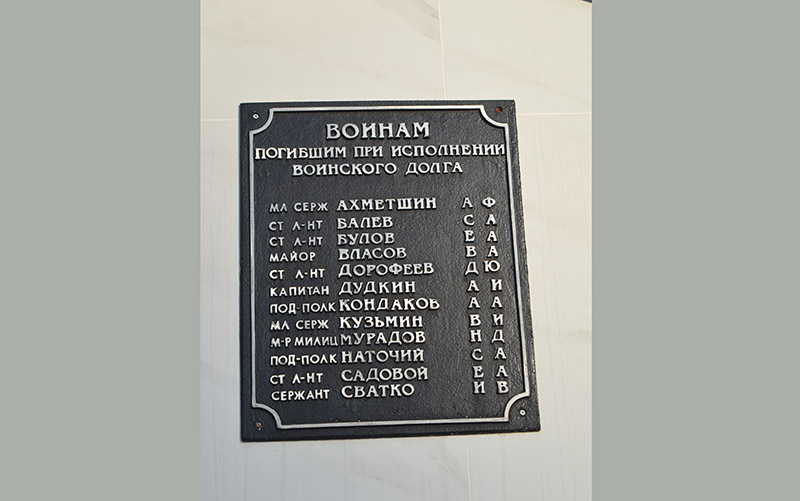 ВОИНАМ
ПОГИБШИМ ПРИ ИСПОЛНЕНИИ
ВОИНСКОГО ДОЛГА
МЛ СЕРЖ АХМЕТШИН А Ф
СТ Л-НТ БАЛЕВ С А
СТ Л-НТ БУЛОВ Е А
МАЙОР ВЛАСОВ В А
СТ Л-НТ ДОРОФЕЕВ Д Ю
КАПИТАН ДУДКИН А И
ПОД-ПОЛК КОНДАКОВ А А
МЛ СЕРЖ КУЗЬМИН В И
М-Р МИЛИЦ МУРАДОВ Н Д
ПОД-ПОЛК НАТОЧИЙ С А
СТ Л-НТ САДОВОЙ Е А
СЕРЖАНТ СВАТКО И В